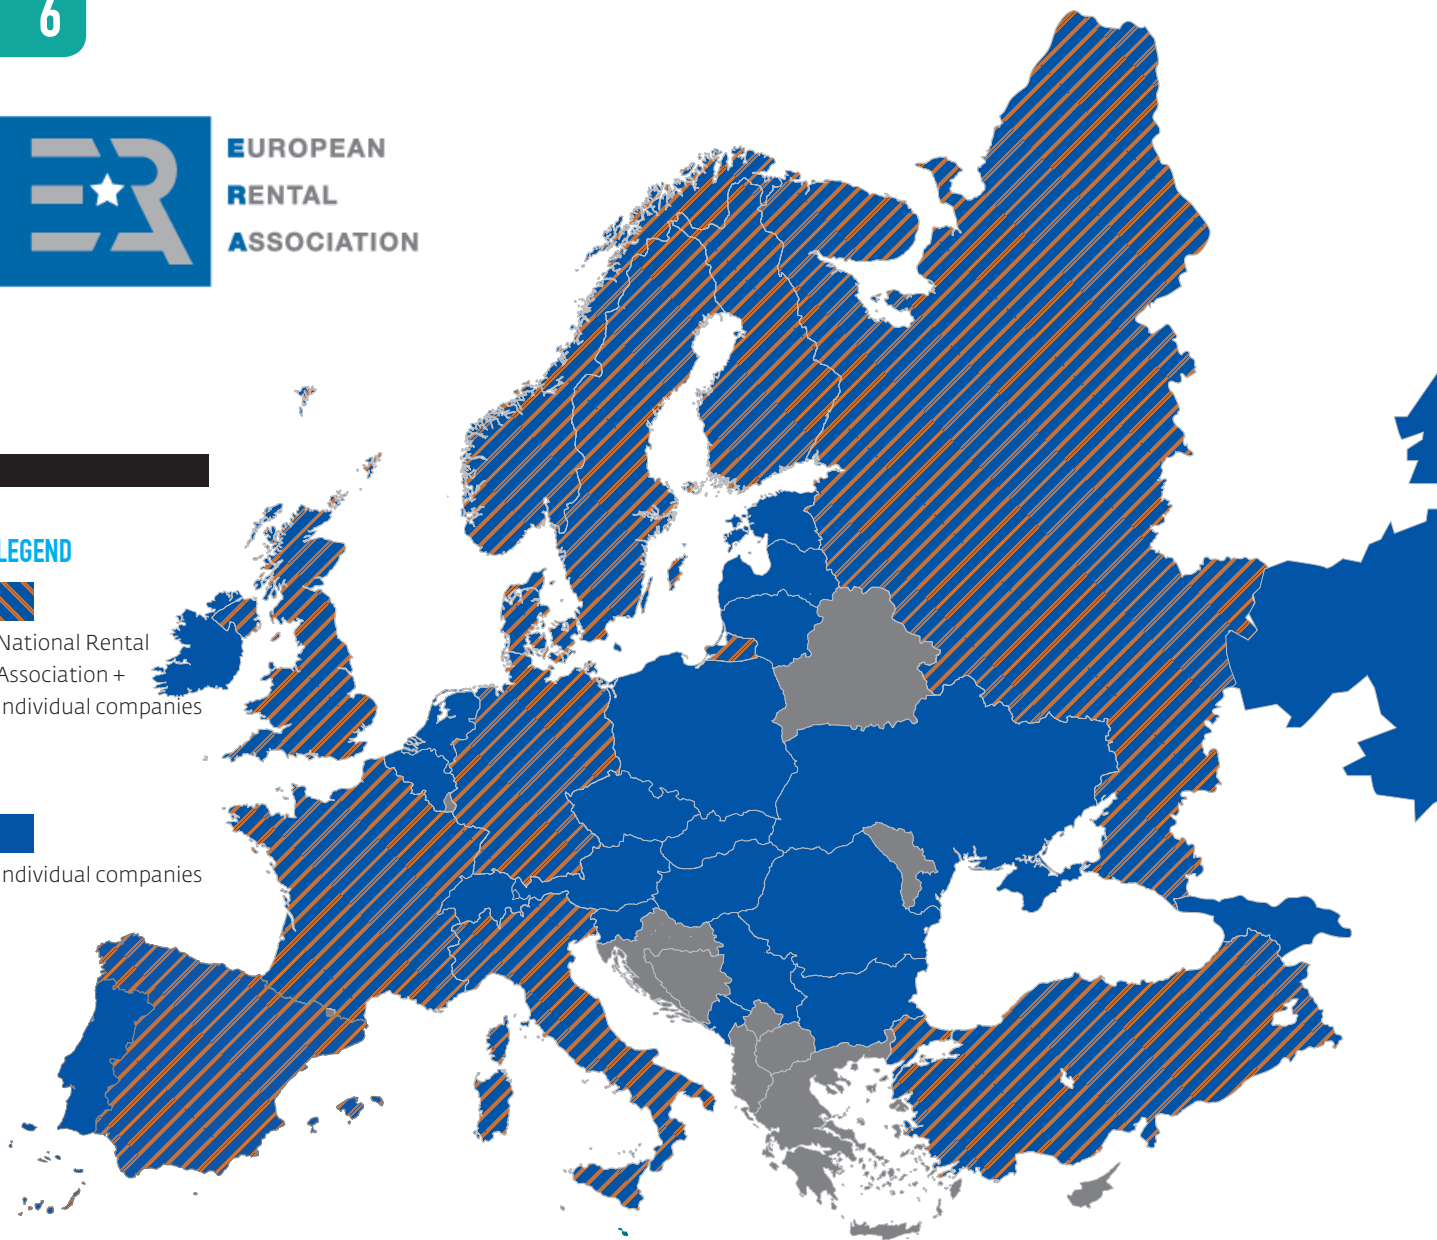 6
EUROPEAN
RENTAL
ASSOCIATION
LEGEND
National Rental
Association +
individual companies
individual companies